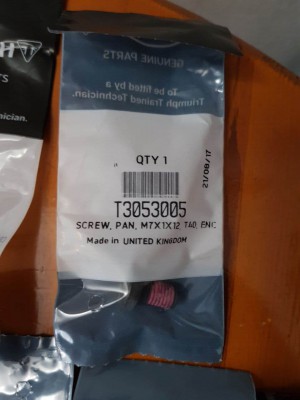 GENUINE PARTS
To be fitted by a
Triumph Trained Technician.
QTY 1
21/08/17
T3053005
SCREW, PAN, M7X1X12 T40, ENC
Made in UNITED KINGDOM